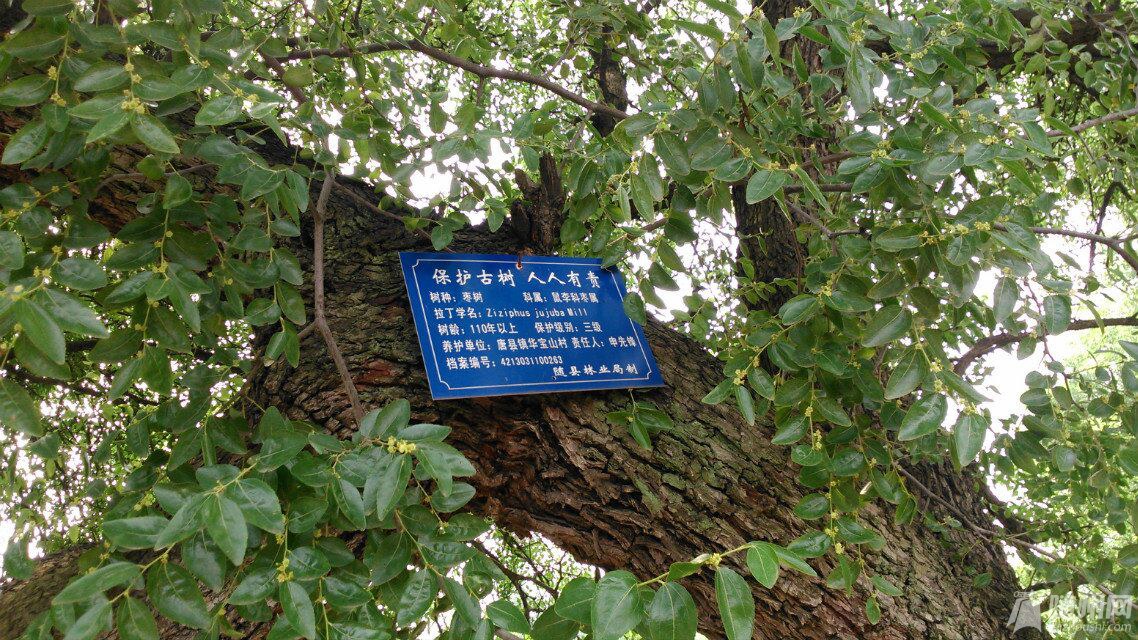 保护古树 人人有责
树种：枣树 科属：鼠李科枣属
拉丁学名：Ziziphus jujuba Mill
树龄：110年以上 保护级别：三级
养护单位：唐县镇华宝山村 责任人：申先锋
档案编号：4213031100263
随县林业局制